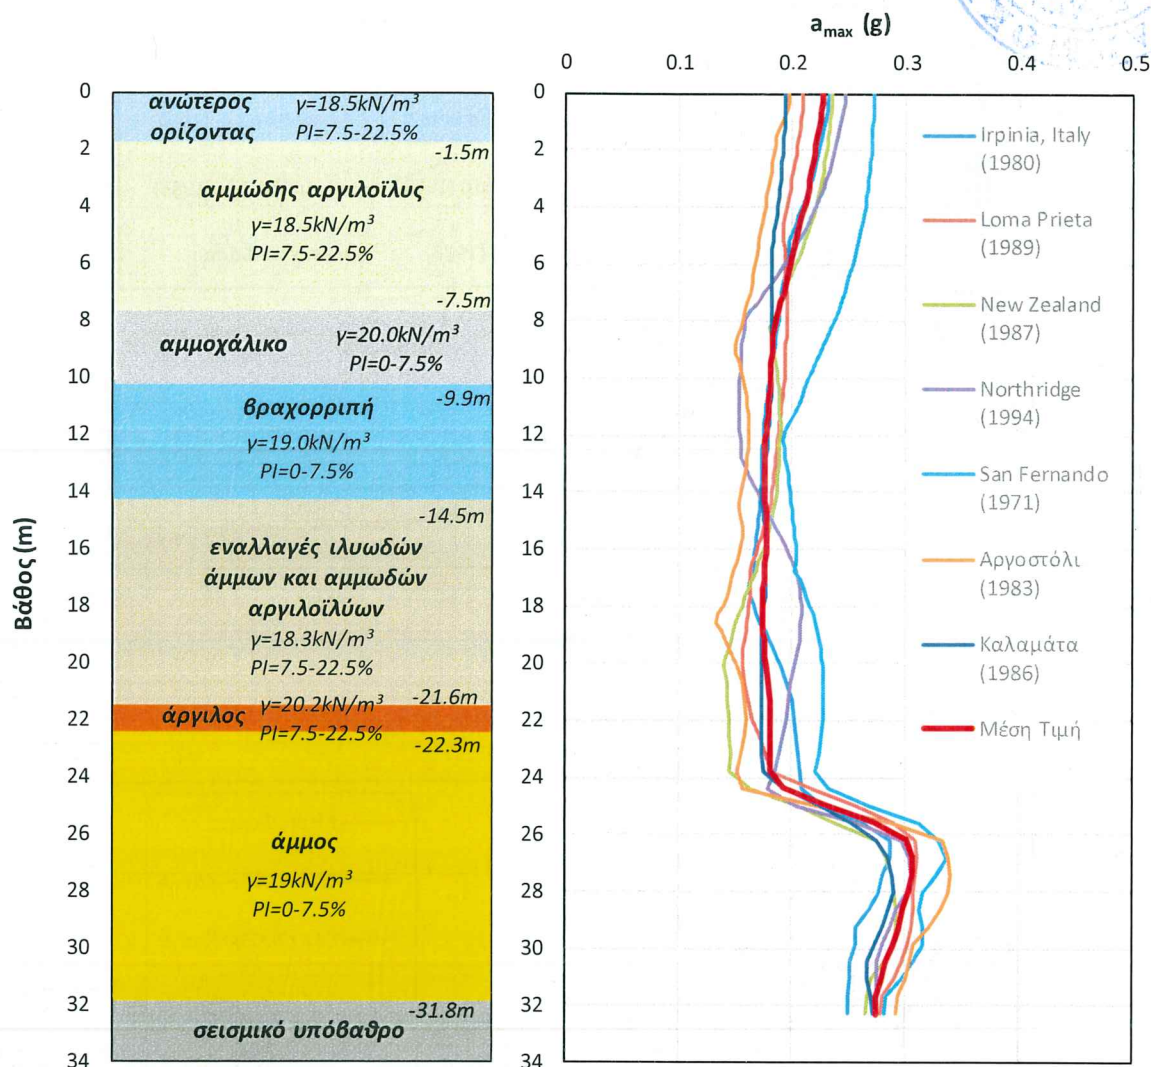 a_max (g)
0 0.1 0.2 0.3 0.4 0.5
Βάθος (m)
0
2
4
6
8
10
12
14
16
18
20
22
24
26
28
30
32
34
ανώτερος
ορίζοντας
γ=18.5kN/m³
PI=7.5-22.5%
-1.5m
αμμώδης αργιλοϊλυς
γ=18.5kN/m³
PI=7.5-22.5%
-7.5m
αμμοχάλικο
γ=20.0kN/m³
PI=0-7.5%
-9.9m
βραχορριπή
γ=19.0kN/m³
PI=0-7.5%
-14.5m
εναλλαγές ιλυωδών
άμμων και αμμωδών
αργιλοϊλύων
γ=18.3kN/m³
PI=7.5-22.5%
-21.6m
άργιλος
γ=20.2kN/m³
PI=7.5-22.5%
-22.3m
άμμος
γ=19kN/m³
PI=0-7.5%
-31.8m
σεισμικό υπόβαθρο
0
2
4
6
8
10
12
14
16
18
20
22
24
26
28
30
32
34
Irpinia, Italy
(1980)
Loma Prieta
(1989)
New Zealand
(1987)
Northridge
(1994)
San Fernando
(1971)
Αργοστόλι
(1983)
Καλαμάτα
(1986)
Μέση Τιμή